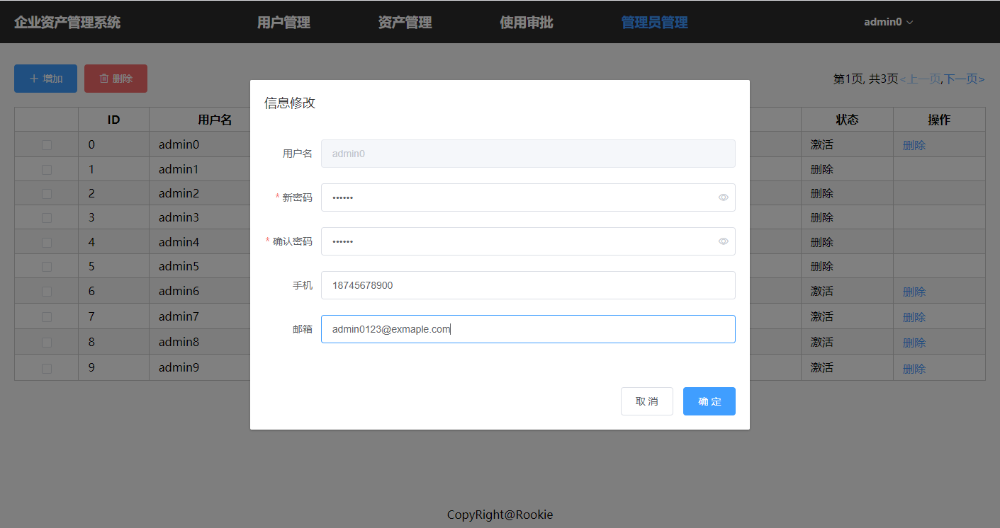 企业资产管理系统 用户管理 资产管理 使用审批 管理员管理 admin0
增加 删除 第1页, 共3页<上一页,下一页>
信息修改
ID 用户名 状态 操作
0 admin0 激活 删除
1 admin1 删除
2 admin2 删除
3 admin3 删除
4 admin4 删除
5 admin5 删除
6 admin6 激活 删除
7 admin7 激活 删除
8 admin8 激活 删除
9 admin9 激活 删除
用户名 admin0
* 新密码 ••••••
* 确认密码 ••••••
手机 18745678900
邮箱 admin0123@exmaple.com
取 消 确 定
CopyRight@Rookie